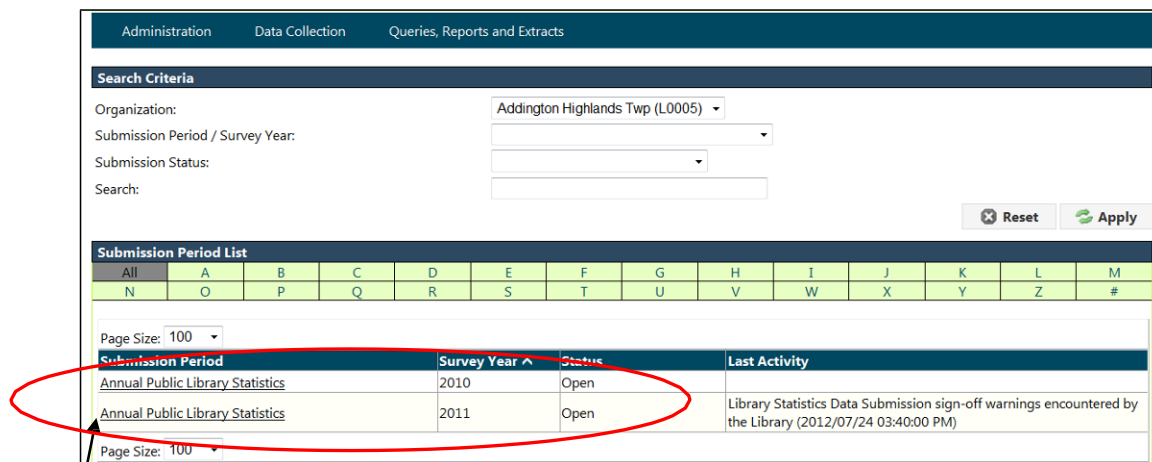 Administration Data Collection Queries, Reports and Extracts
Search Criteria
Organization: Addington Highlands Twp (L0005)
Submission Period / Survey Year:
Submission Status:
Search:
Reset Apply
Submission Period List
All A B C D E F G H I J K L M
N O P Q R S T U V W X Y Z #
Page Size: 100
Submission Period Survey Year Status Last Activity
Annual Public Library Statistics 2010 Open
Annual Public Library Statistics 2011 Open Library Statistics Data Submission sign-off warnings encountered by
the Library (2012/07/24 03:40:00 PM)
Page Size: 100